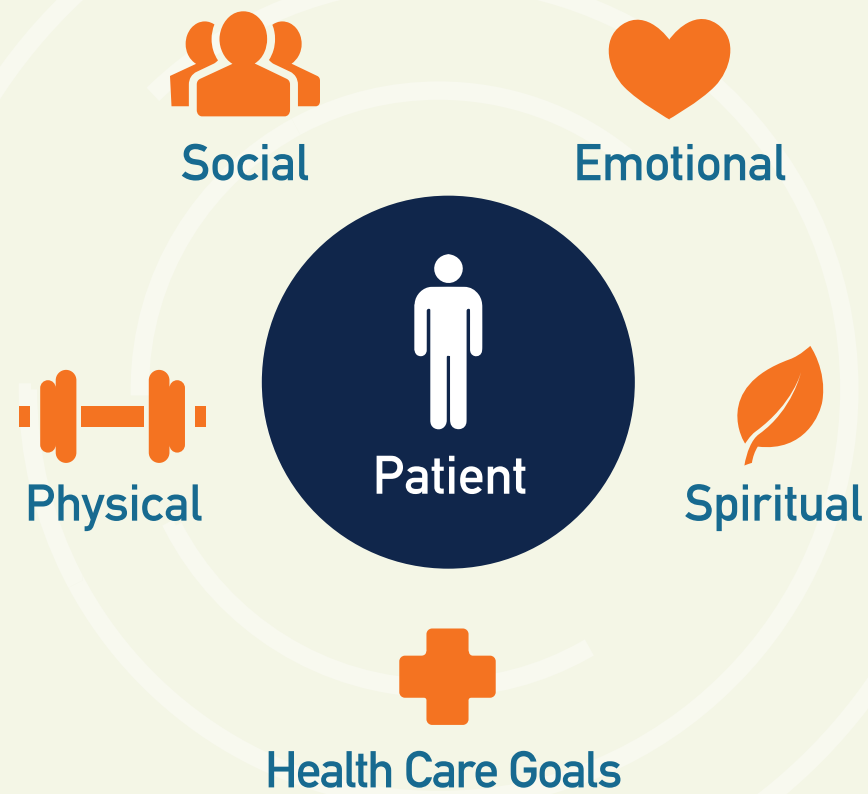 Social
Emotional
Patient
Physical
Spiritual
Health Care Goals